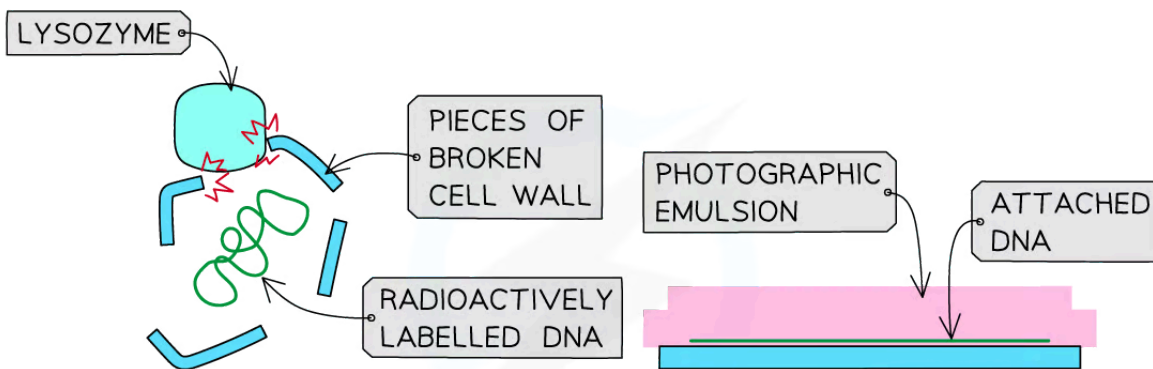 LYSOZYME
PIECES OF
BROKEN
CELL WALL
RADIOACTIVELY
LABELLED DNA
PHOTOGRAPHIC
EMULSION
ATTACHED
DNA